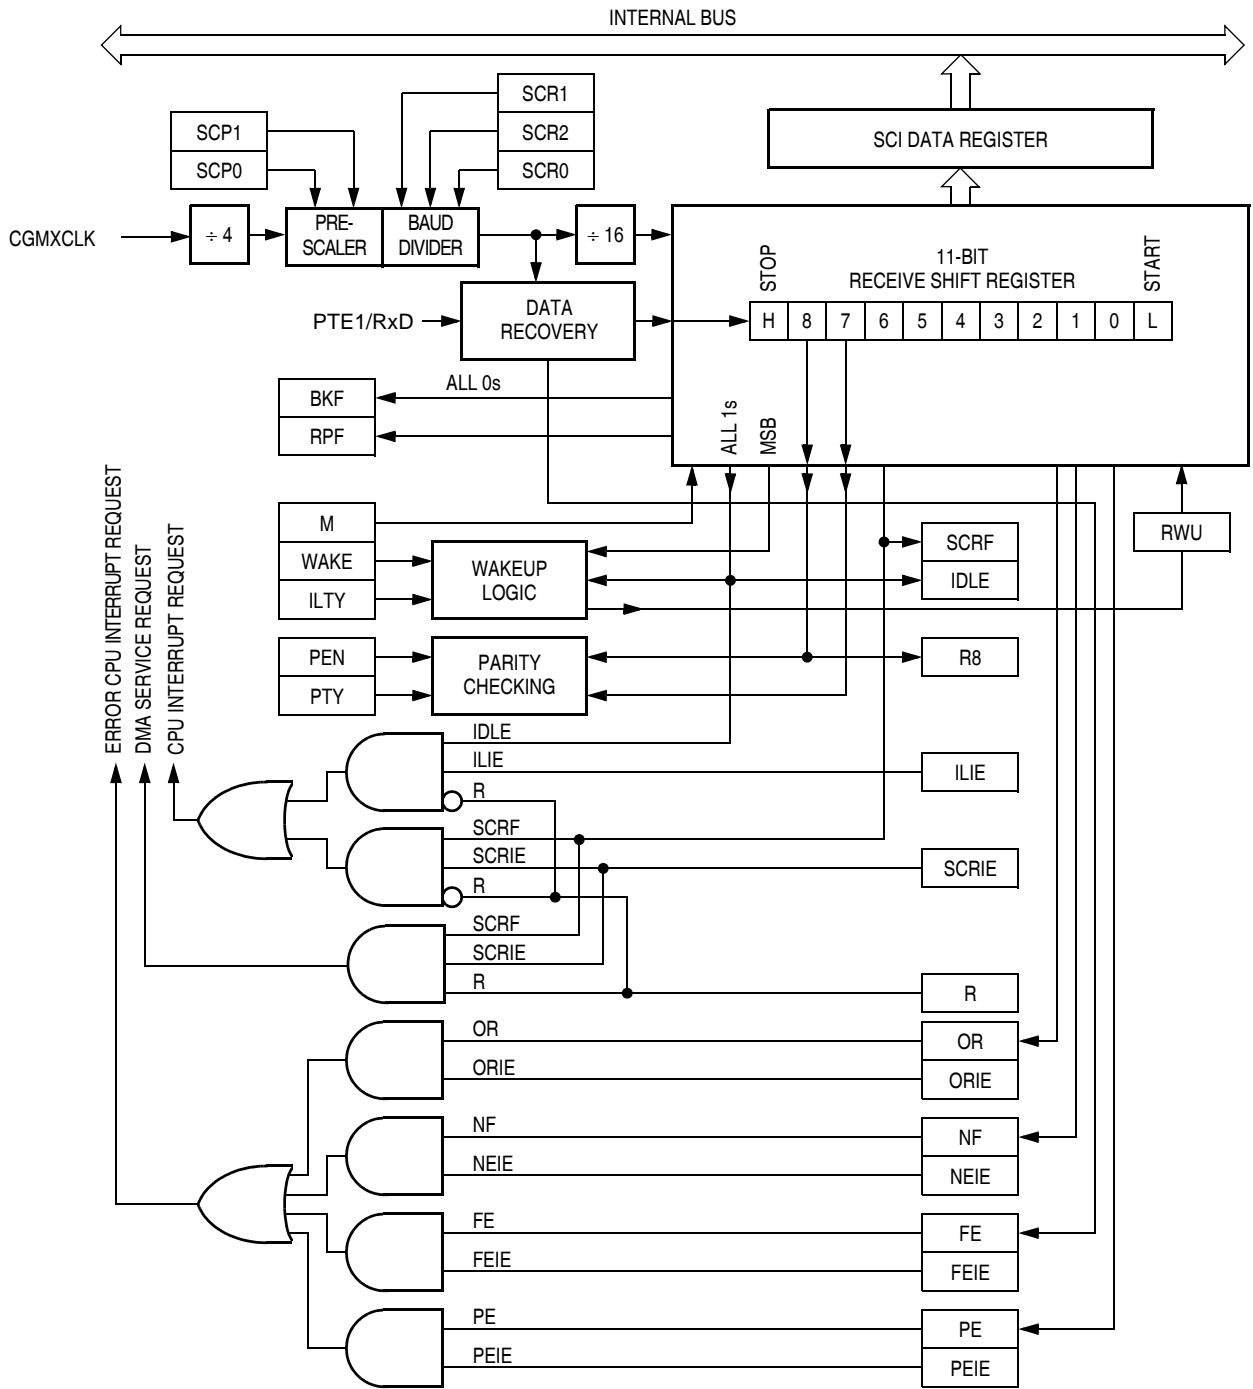 INTERNAL BUS
SCR1
SCR2
SCR0
SCP1
SCP0
SCI DATA REGISTER
CGMXCLK
÷ 4
PRE-
SCALER
BAUD
DIVIDER
÷ 16
STOP
11-BIT
RECEIVE SHIFT REGISTER
START
PTE1/RxD
DATA
RECOVERY
H 8 7 6 5 4 3 2 1 0 L
ALL 0s
BKF
RPF
ALL 1s
MSB
M
WAKE
ILTY
WAKEUP
LOGIC
SCRF
IDLE
RWU
PEN
PTY
PARITY
CHECKING
R8
ERROR CPU INTERRUPT REQUEST
DMA SERVICE REQUEST
CPU INTERRUPT REQUEST
IDLE
ILIE
R
ILIE
SCRF
SCRIE
R
SCRIE
SCRF
SCRIE
R
R
OR
ORIE
OR
ORIE
NF
NEIE
NF
NEIE
FE
FEIE
FE
FEIE
PE
PEIE
PE
PEIE